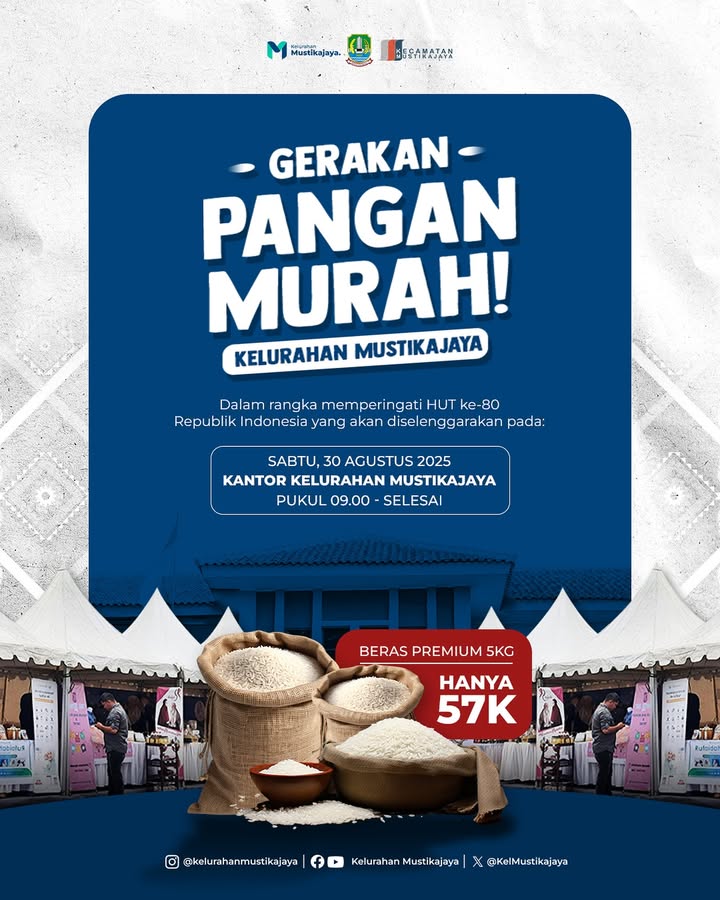 Kelurahan
Mustikajaya.
KECAMATAN
MUSTIKAJAYA
- GERAKAN -
PANGAN
MURAH!
KELURAHAN MUSTIKAJAYA
Dalam rangka memperingati HUT ke-80
Republik Indonesia yang akan diselenggarakan pada:
SABTU, 30 AGUSTUS 2025
KANTOR KELURAHAN MUSTIKAJAYA
PUKUL 09.00 - SELESAI
BERAS PREMIUM 5KG
HANYA
57K
@kelurahanmustikajaya | Kelurahan Mustikajaya | @KelMustikajaya